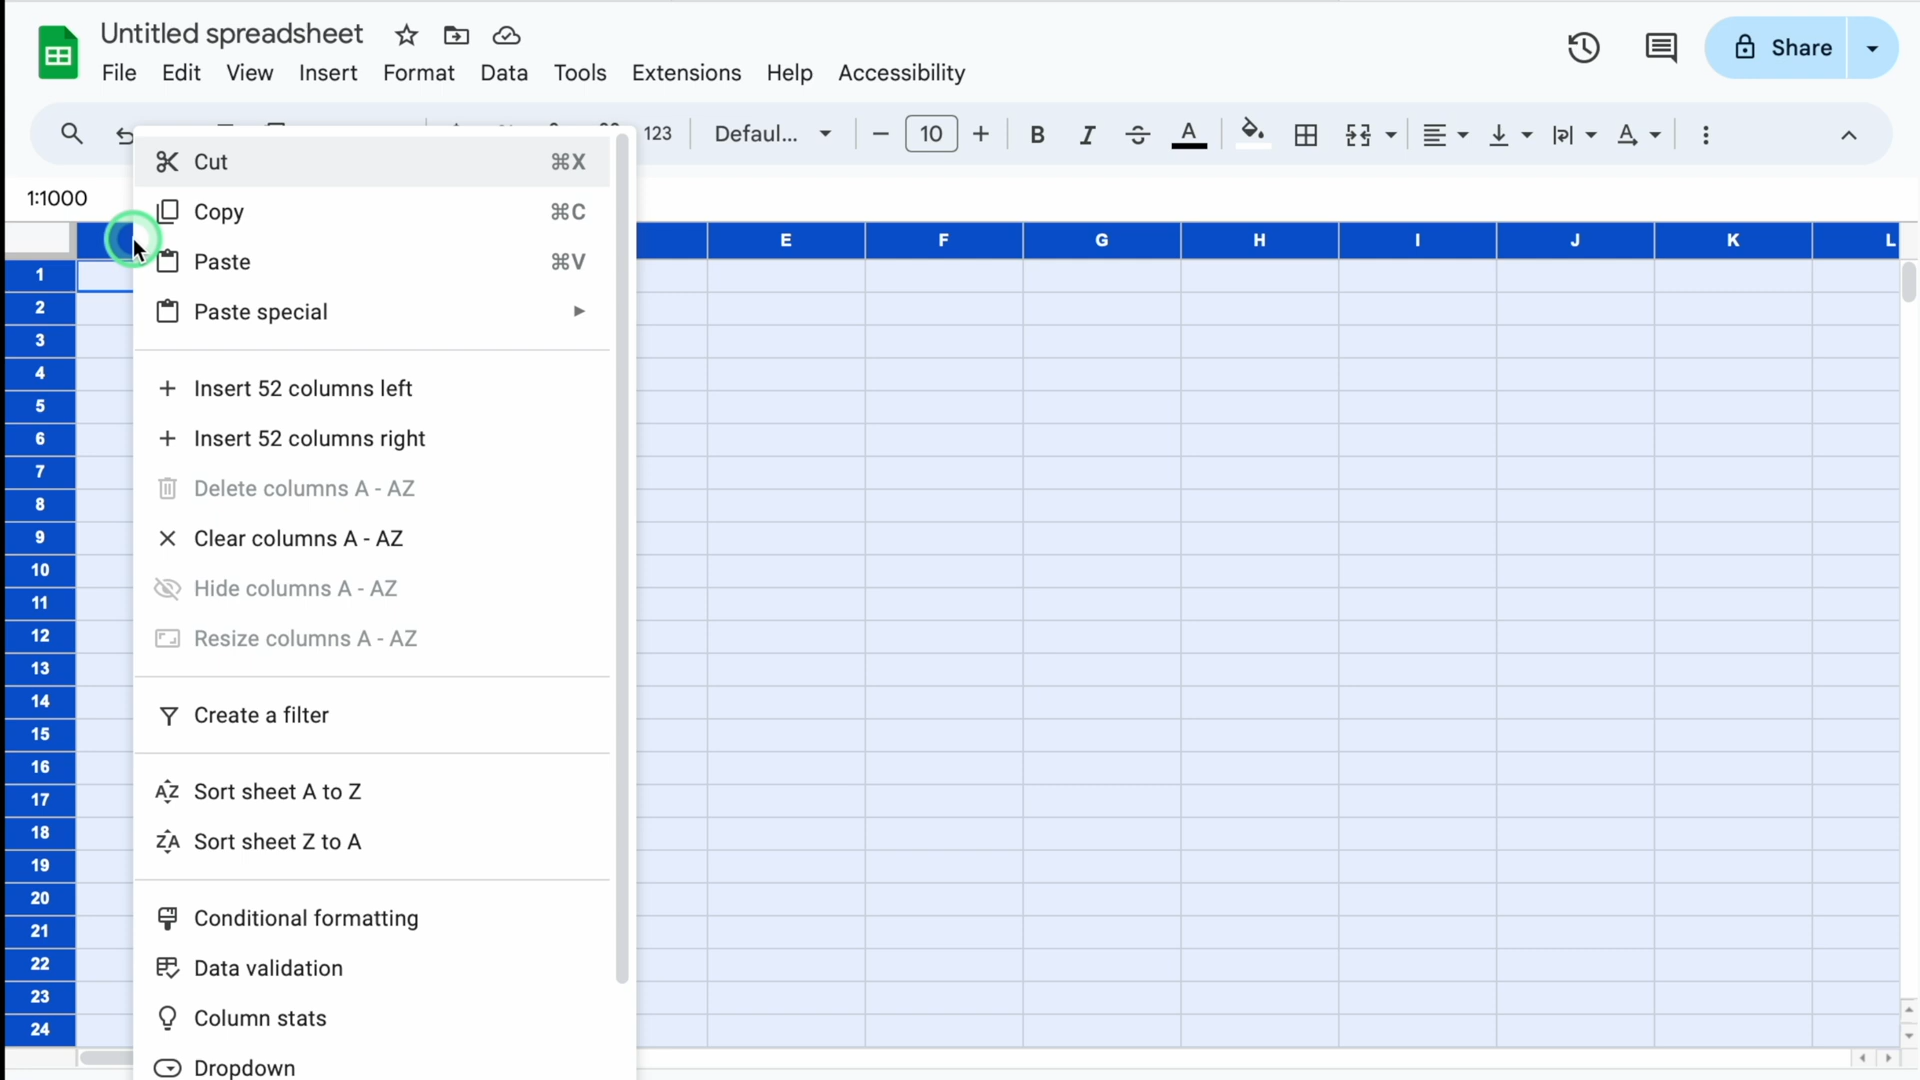 Untitled spreadsheet
File Edit View Insert Format Data Tools Extensions Help Accessibility
Share
123 Defaul... 10 B I S A A
1:1000
E F G H I J K L
Cut ⌘X
Copy ⌘C
Paste ⌘V
Paste special
Insert 52 columns left
Insert 52 columns right
Delete columns A - AZ
Clear columns A - AZ
Hide columns A - AZ
Resize columns A - AZ
Create a filter
Sort sheet A to Z
Sort sheet Z to A
Conditional formatting
Data validation
Column stats
Dropdown
1
2
3
4
5
6
7
8
9
10
11
12
13
14
15
16
17
18
19
20
21
22
23
24